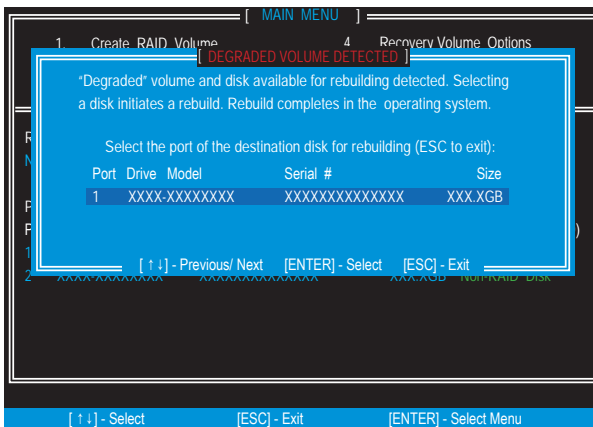 [ MAIN MENU ]
1. Create RAID Volume 4 Recovery Volume Options
[ DEGRADED VOLUME DETECTED ]
"Degraded" volume and disk available for rebuilding detected. Selecting
a disk initiates a rebuild. Rebuild completes in the operating system.
Select the port of the destination disk for rebuilding (ESC to exit):
Port Drive Model Serial # Size
1 XXXX-XXXXXXXX XXXXXXXXXXXXXX XXX.XGB
[ ↑↓] - Previous/ Next [ENTER] - Select [ESC] - Exit
2 XXXX-XXXXXXXX XXXXXXXXXXXXXX XXX.XGB Non-RAID Disk
[ ↑↓] - Select [ESC] - Exit [ENTER] - Select Menu